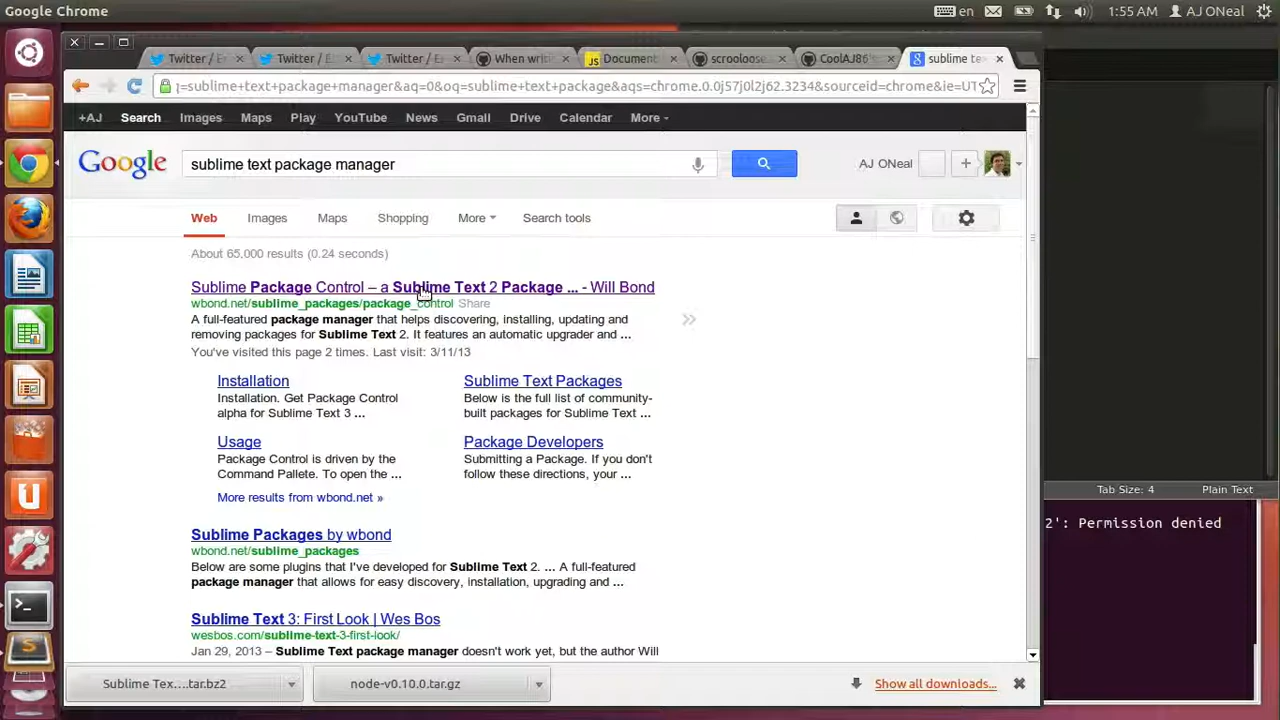 Google Chrome
en
1:55 AM
AJ ONeal
Twitter / E
Twitter / E
Twitter / E
When writi
Document
scrooloose
CoolAJ86's
sublime te
=sublime+text+package+manager&aq=0&oq=sublime+text+package&aqs=chrome.0.0j57j0l2j62.3234&sourceid=chrome&ie=UT
+AJ
Search
Images
Maps
Play
YouTube
News
Gmail
Drive
Calendar
More
Google
sublime text package manager
AJ ONeal
+
Web
Images
Maps
Shopping
More
Search tools
About 65,000 results (0.24 seconds)
Sublime Package Control – a Sublime Text 2 Package ... - Will Bond
wbond.net/sublime_packages/package_control Share
A full-featured package manager that helps discovering, installing, updating and
removing packages for Sublime Text 2. It features an automatic upgrader and ...
You've visited this page 2 times. Last visit: 3/11/13
Installation
Installation. Get Package Control
alpha for Sublime Text 3 ...
Sublime Text Packages
Below is the full list of community-
built packages for Sublime Text ...
Usage
Package Control is driven by the
Command Pallete. To open the ...
Package Developers
Submitting a Package. If you don't
follow these directions, your ...
More results from wbond.net »
Sublime Packages by wbond
wbond.net/sublime_packages
Below are some plugins that I've developed for Sublime Text 2. ... A full-featured
package manager that allows for easy discovery, installation, upgrading and ...
Sublime Text 3: First Look | Wes Bos
wesbos.com/sublime-text-3-first-look/
Jan 29, 2013 – Sublime Text package manager doesn't work yet, but the author Will
Tab Size: 4
Plain Text
2': Permission denied
Sublime Tex....tar.bz2
node-v0.10.0.tar.gz
Show all downloads...